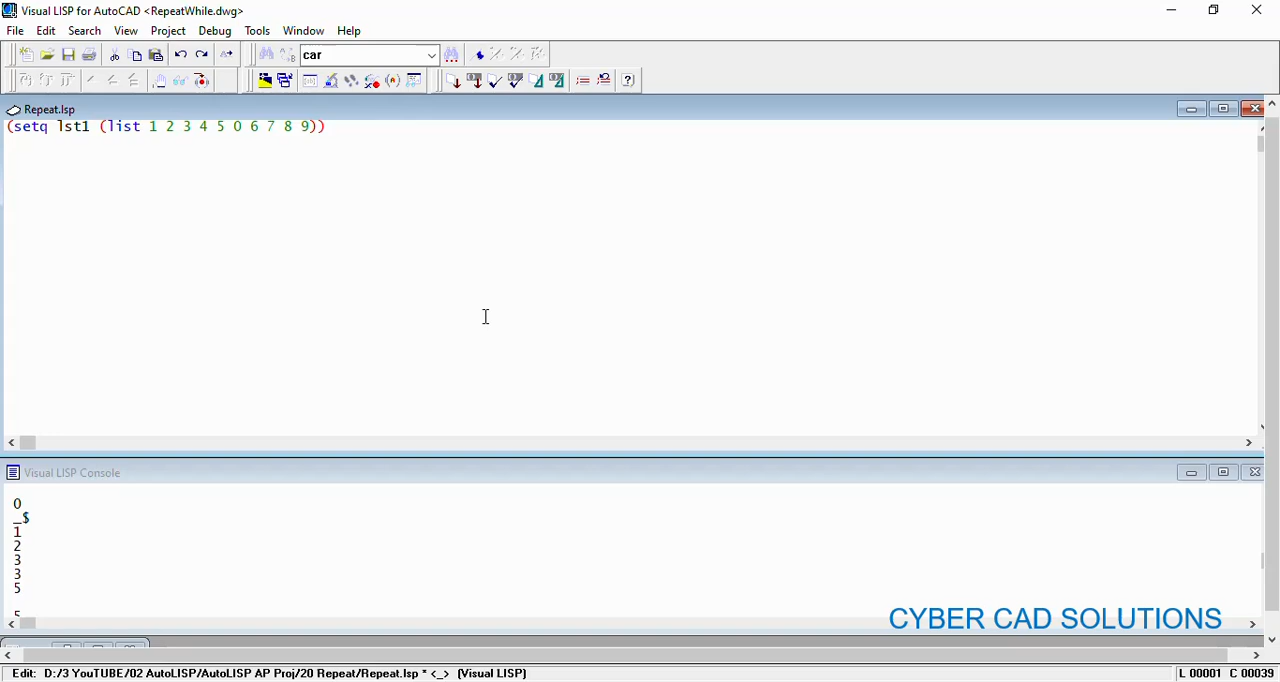 Visual LISP for AutoCAD <RepeatWhile.dwg>
File Edit Search View Project Debug Tools Window Help
car
Repeat.lsp
(setq lst1 (list 1 2 3 4 5 0 6 7 8 9))
Visual LISP Console
0
_$
1
2
3
3
5
5
CYBER CAD SOLUTIONS
Edit: D:/3 YouTUBE/02 AutoLISP/AutoLISP AP Proj/20 Repeat/Repeat.lsp * <_> (Visual LISP) L 00001 C 00039